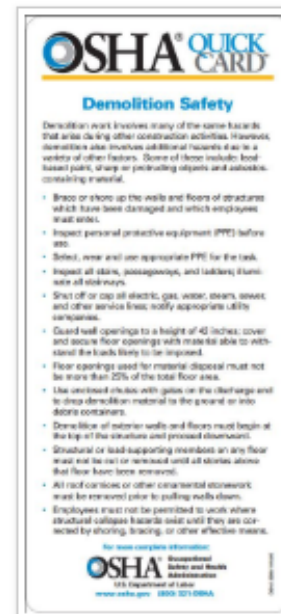 OSHA® QUICK
CARD
Demolition Safety
Demolition work involves many of the same hazards
that arise during other construction activities. However,
demolition also involves additional hazards due to a
variety of other factors. Some of these include: lead-
based paint, sharp or protruding objects and asbestos-
containing material.
• Brace or shore up the walls and floors of structures
which have been damaged and which employees
must enter.
• Inspect personal protective equipment (PPE) before
use.
• Select, wear and use appropriate PPE for the task.
• Inspect all stairs, passageways, and ladders; illumi-
nate all stairways.
• Shut off or cap all electric, gas, water, steam, sewer,
and other service lines; notify appropriate utility
companies.
• Guard wall openings to a height of 42 inches; cover
and secure floor openings with material able to with-
stand the loads likely to be imposed.
• Floor openings used for material disposal must not
be more than 25% of the total floor area.
• Use enclosed chutes with gates on the discharge end
to drop demolition material to the ground or into
debris containers.
• Demolition of exterior walls and floors must begin at
the top of the structure and proceed downward.
• Structural or load-supporting members on any floor
must not be cut or removed until all stories above
that floor have been removed.
• All roof cornices or other ornamental stonework
must be removed prior to pulling walls down.
• Employees must not be permitted to work where
structural collapse hazards exist until they are cor-
rected by shoring, bracing, or other effective means.
For more complete information:
OSHA® Occupational
Safety and Health
Administration
U.S. Department of Labor
www.osha.gov (800) 321-OSHA